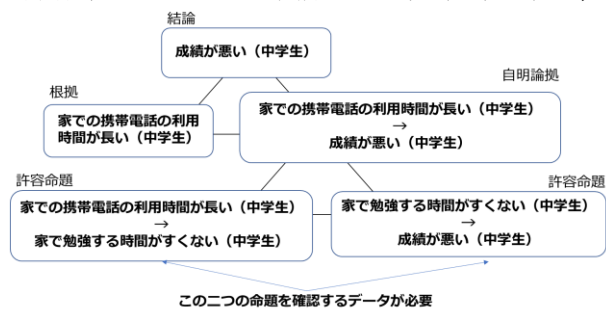 結論
成績が悪い（中学生）
自明論拠
根拠
家での携帯電話の利用
時間が長い（中学生）
家での携帯電話の利用時間が長い（中学生）
→
成績が悪い（中学生）
許容命題
許容命題
家での携帯電話の利用時間が長い（中学生）
→
家で勉強する時間がすくない（中学生）
家で勉強する時間がすくない（中学生）
→
成績が悪い（中学生）
この二つの命題を確認するデータが必要